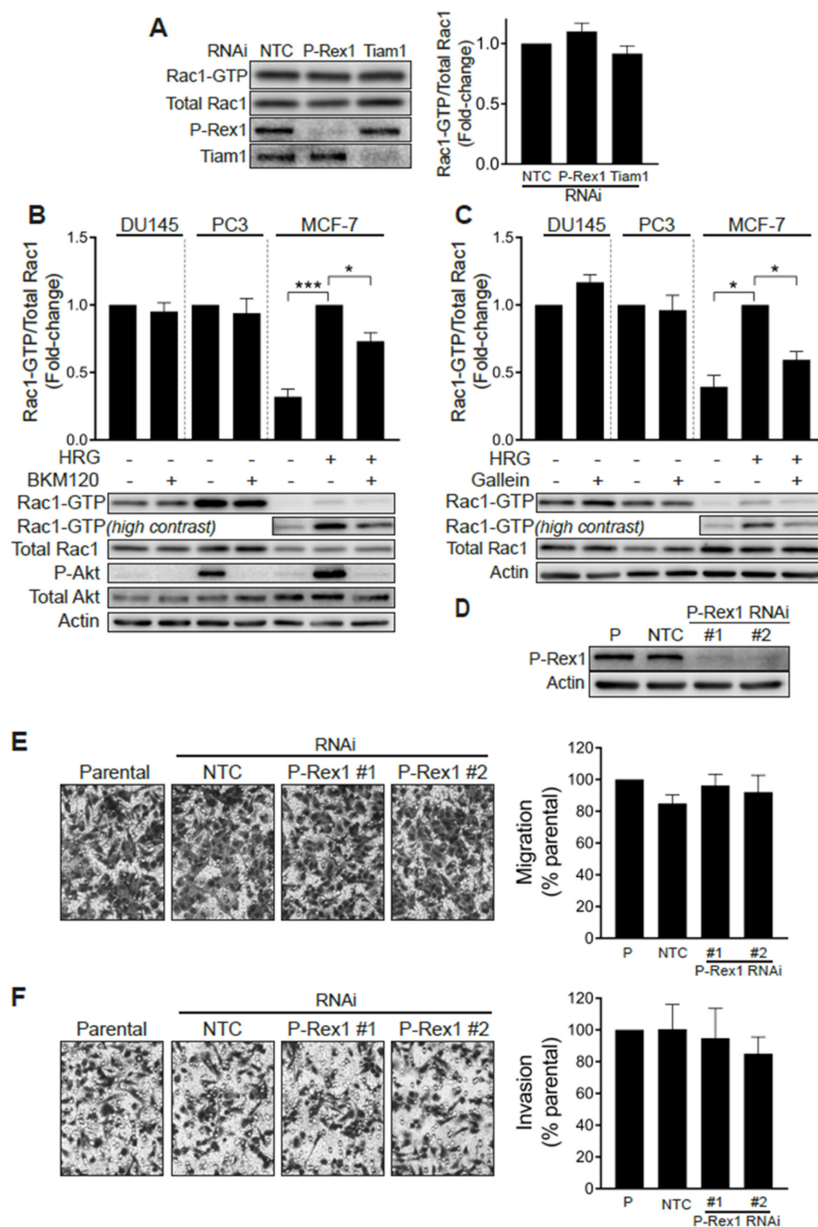 A
RNAi NTC P-Rex1 Tiam1
Rac1-GTP
Total Rac1
P-Rex1
Tiam1
Rac1-GTP/Total Rac1
(Fold-change)
1.0
0.5
0.0
NTC P-Rex1 Tiam1
RNAi
B
DU145 PC3 MCF-7
Rac1-GTP/Total Rac1
(Fold-change)
1.5
1.0
0.5
0.0
*** *
HRG - - - - - + +
BKM120 - + - + - - +
Rac1-GTP
Rac1-GTP (high contrast)
Total Rac1
P-Akt
Total Akt
Actin
C
DU145 PC3 MCF-7
Rac1-GTP/Total Rac1
(Fold-change)
1.5
1.0
0.5
0.0
* *
HRG - - - - - + +
Gallein - + - + - - +
Rac1-GTP
Rac1-GTP (high contrast)
Total Rac1
Actin
D
P-Rex1 RNAi
P NTC #1 #2
P-Rex1
Actin
E
RNAi
Parental NTC P-Rex1 #1 P-Rex1 #2
Migration
(% parental)
120
100
80
60
40
20
0
P NTC #1 #2
P-Rex1 RNAi
F
RNAi
Parental NTC P-Rex1 #1 P-Rex1 #2
Invasion
(% parental)
120
100
80
60
40
20
0
P NTC #1 #2
P-Rex1 RNAi